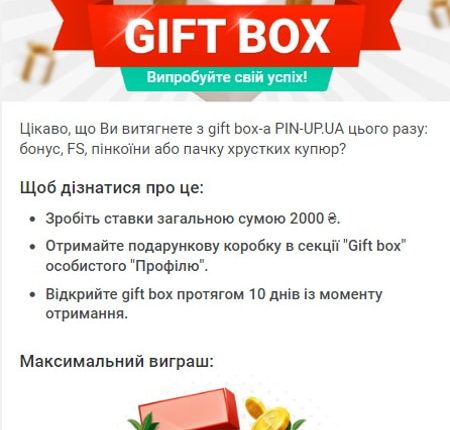 GIFT BOX
Випробуйте свій успіх!
Цікаво, що Ви витягнете з gift box-а PIN-UP.UA цього разу:
бонус, FS, пінкоїни або пачку хрустких купюр?
Щоб дізнатися про це:
• Зробіть ставки загальною сумою 2000 ₴.
• Отримайте подарункову коробку в секції "Gift box"
особистого "Профілю".
• Відкрийте gift box протягом 10 днів із моменту
отримання.
Максимальний виграш: